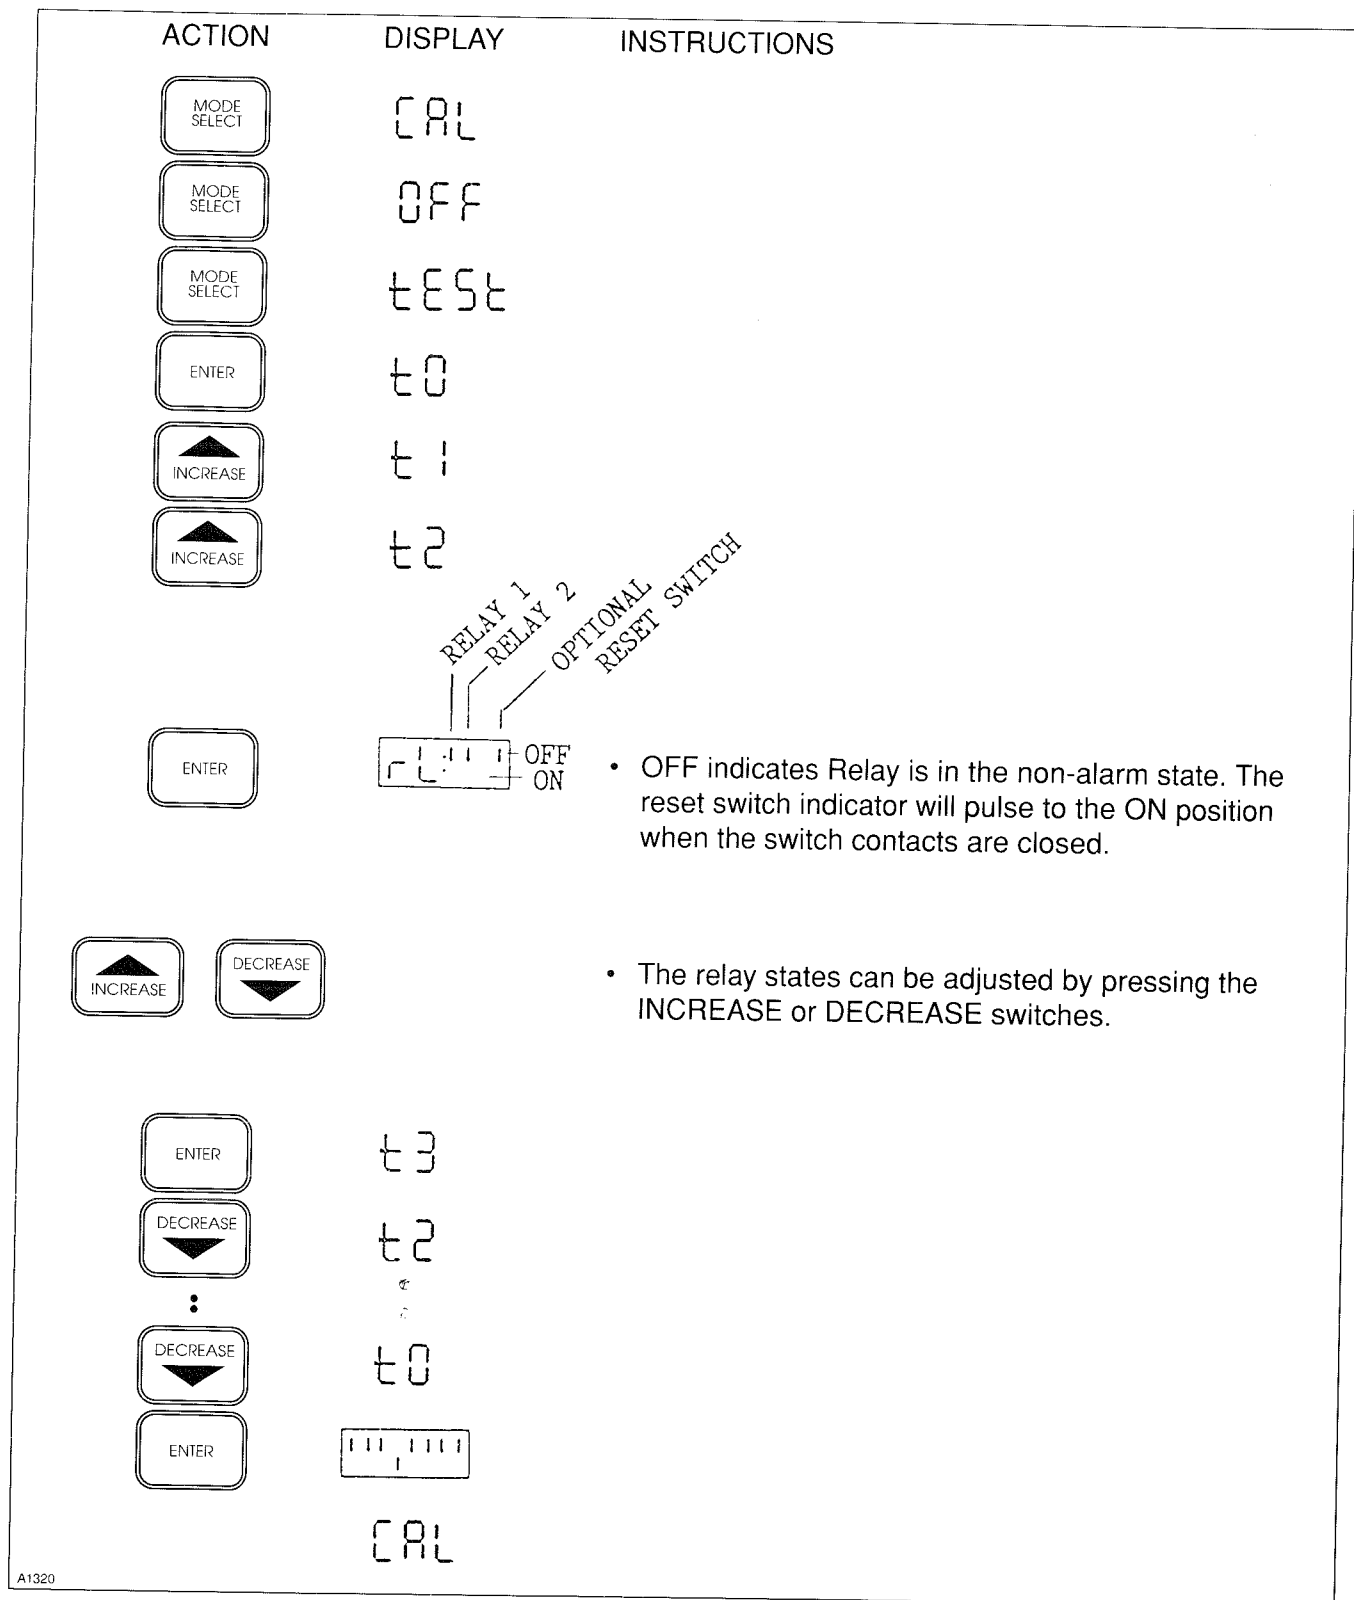 ACTION DISPLAY INSTRUCTIONS
MODE
SELECT
CAL
MODE
SELECT
OFF
MODE
SELECT
tESt
ENTER
t0
INCREASE
t1
INCREASE
t2
RELAY 1
RELAY 2
OPTIONAL
RESET SWITCH
ENTER
rL:
OFF
ON
• OFF indicates Relay is in the non-alarm state. The
reset switch indicator will pulse to the ON position
when the switch contacts are closed.
INCREASE
DECREASE
• The relay states can be adjusted by pressing the
INCREASE or DECREASE switches.
ENTER
t3
DECREASE
t2
:
DECREASE
t0
ENTER
CAL
A1320